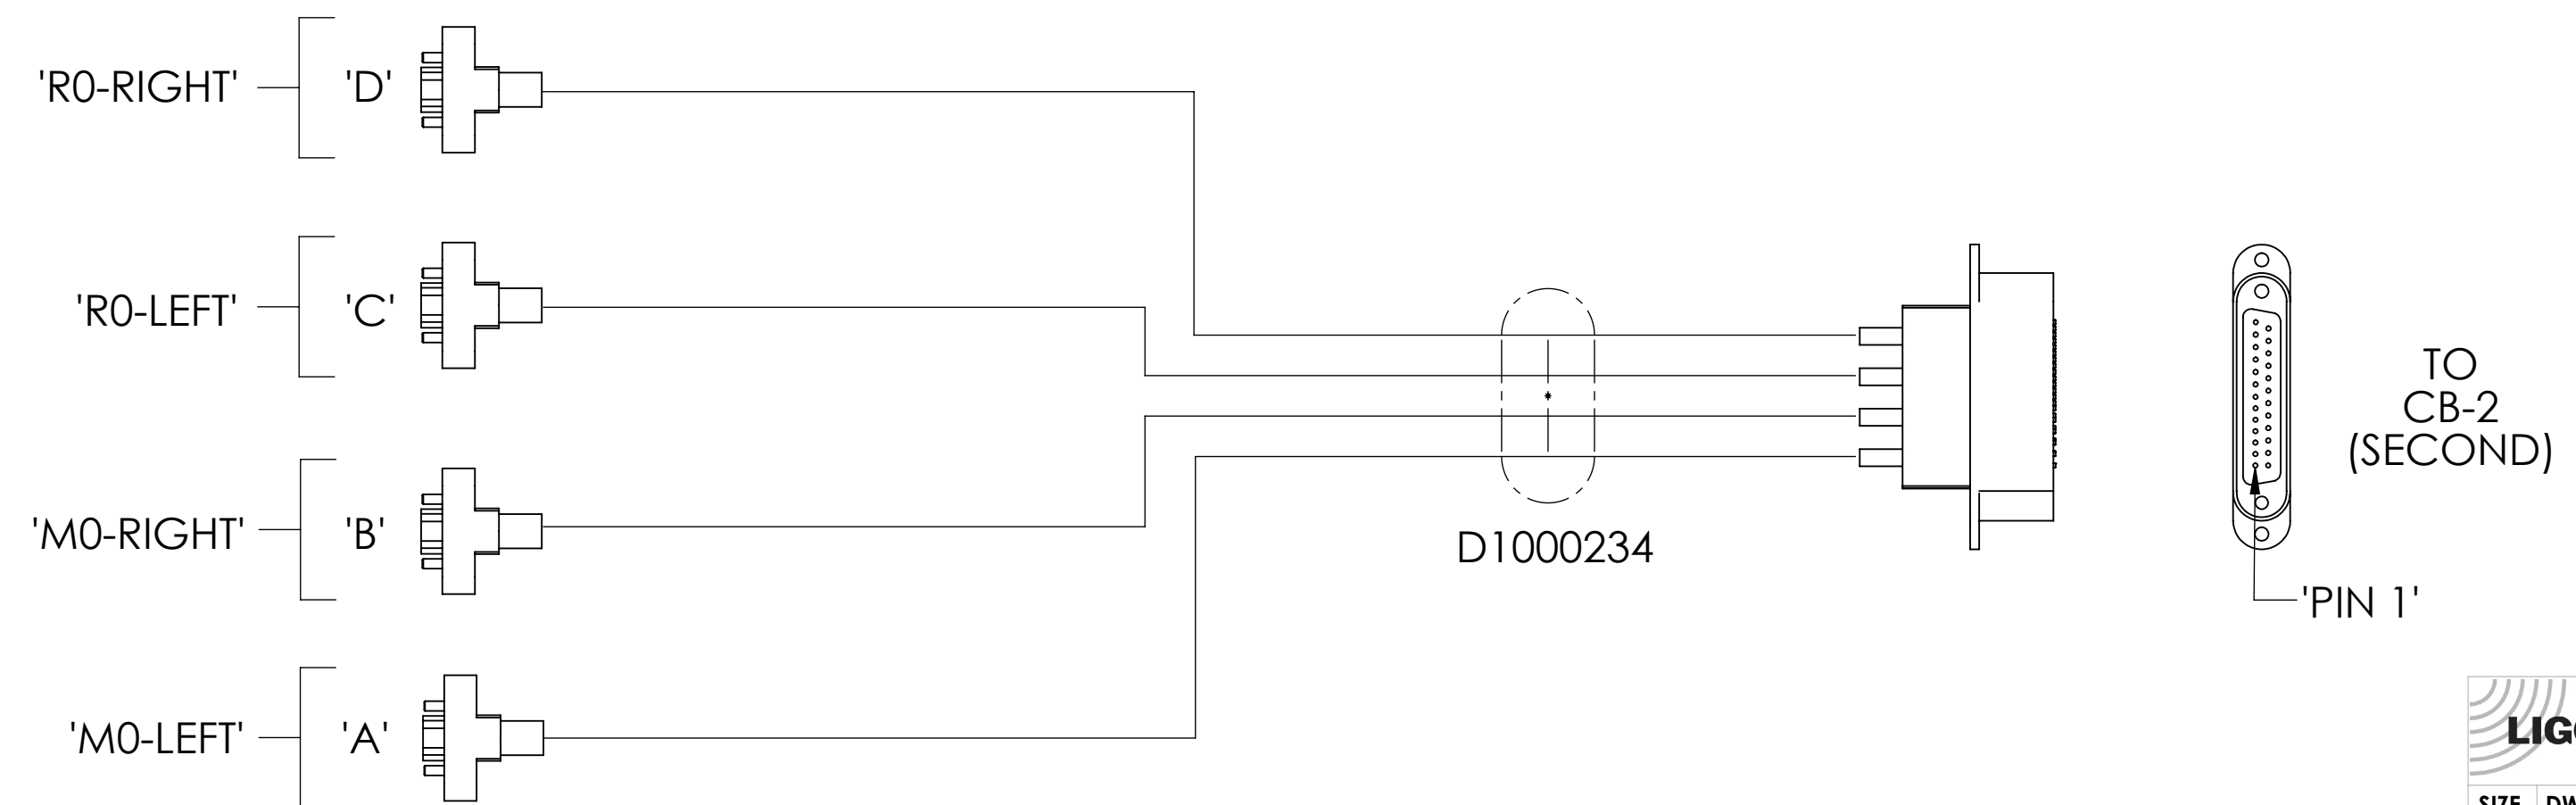 'R0-RIGHT' 'D'
'R0-LEFT' 'C'
'M0-RIGHT' 'B'
'M0-LEFT' 'A'
D1000234
TO
CB-2
(SECOND)
'PIN 1'
SIZE